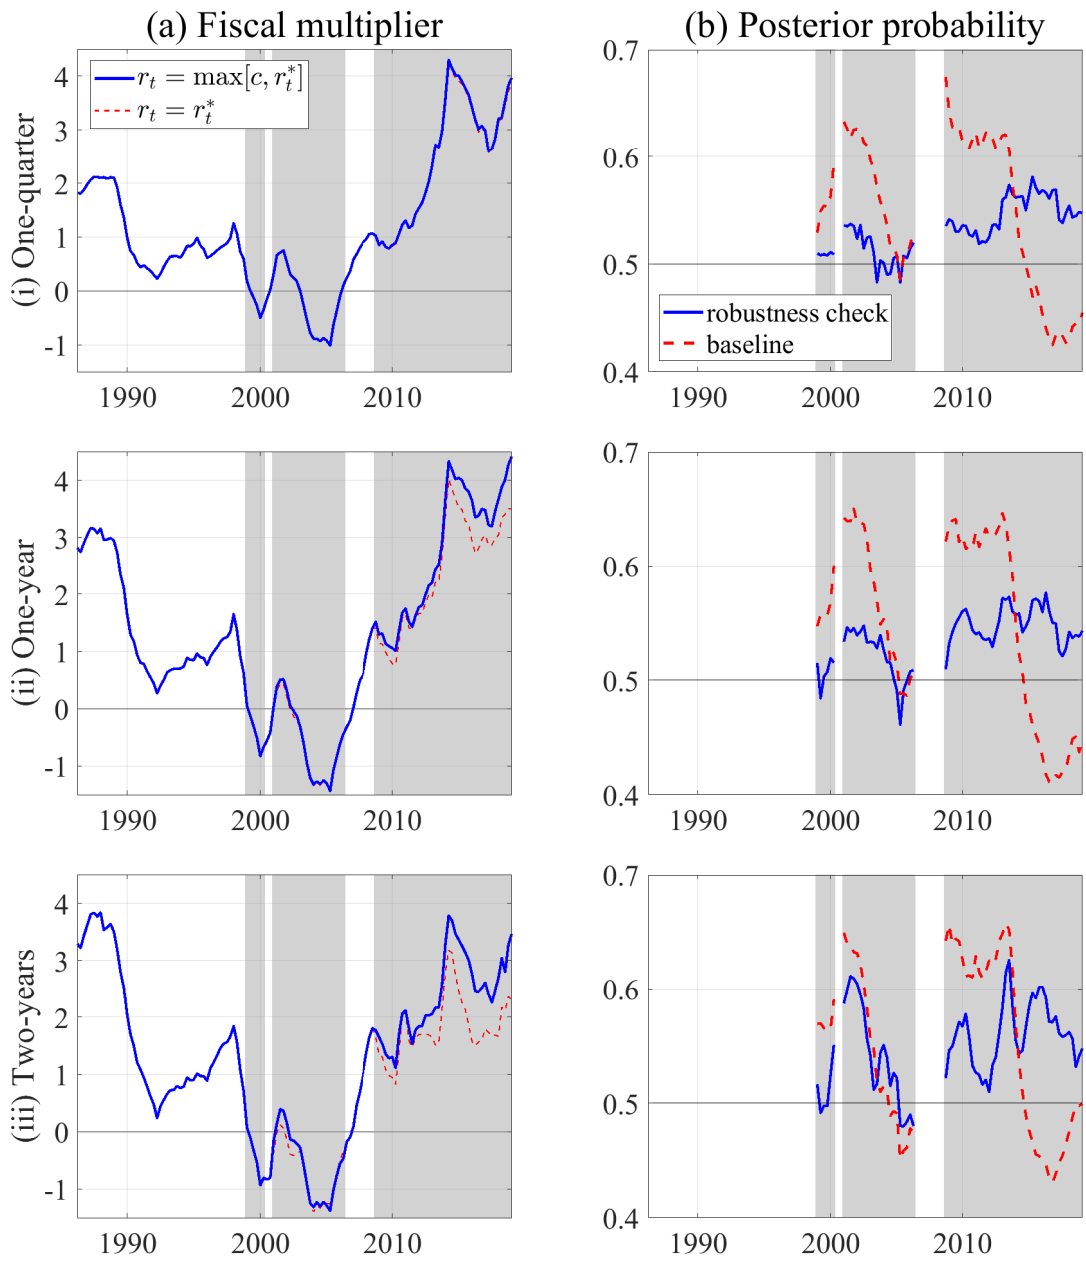 (a) Fiscal multiplier
(b) Posterior probability
(i) One-quarter
4
3
2
1
0
-1
r_t = max[c, r_t^*]
r_t = r_t^*
1990 2000 2010
0.7
0.6
0.5
0.4
robustness check
baseline
1990 2000 2010
(ii) One-year
4
3
2
1
0
-1
1990 2000 2010
0.7
0.6
0.5
0.4
1990 2000 2010
(iii) Two-years
4
3
2
1
0
-1
1990 2000 2010
0.7
0.6
0.5
0.4
1990 2000 2010